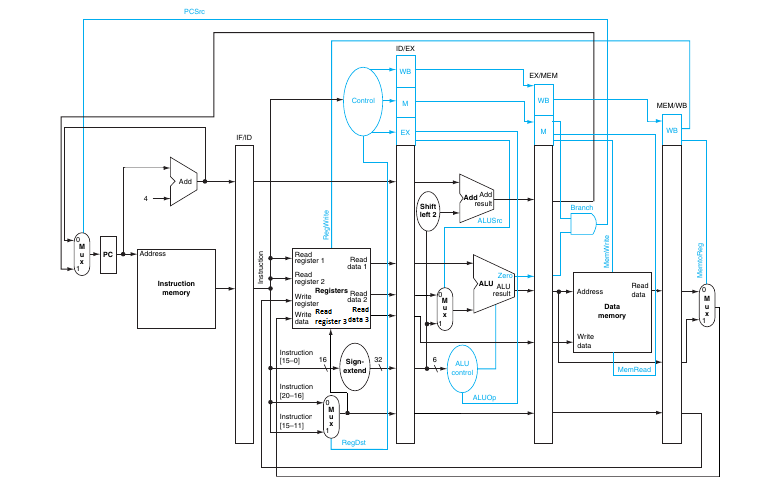 PCSrc
ID/EX
WB
EX/MEM
Control
M
WB
MEM/WB
EX
M
WB
IF/ID
Add
4
Add
Add
result
Shift
left 2
Branch
ALUSrc
RegWrite
MemWrite
MemtoReg
0
M
u
x
1
PC
Address
Instruction
memory
Instruction
Read
register 1
Read
data 1
Read
register 2
Registers
Read
data 2
Write
register
Write
data
Read
register 3
Read
data 3
0
M
u
x
1
Zero
ALU
ALU
result
Address
Read
data
Data
memory
Write
data
0
M
u
x
1
Instruction
[15–0]
16
Sign-
extend
32
6
ALU
control
MemRead
Instruction
[20–16]
0
M
u
x
1
Instruction
[15–11]
ALUOp
RegDst